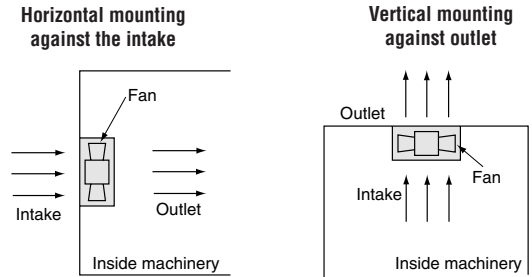 Horizontal mounting
against the intake
Fan
Intake
Outlet
Inside machinery
Vertical mounting
against outlet
Outlet
Fan
Intake
Inside machinery